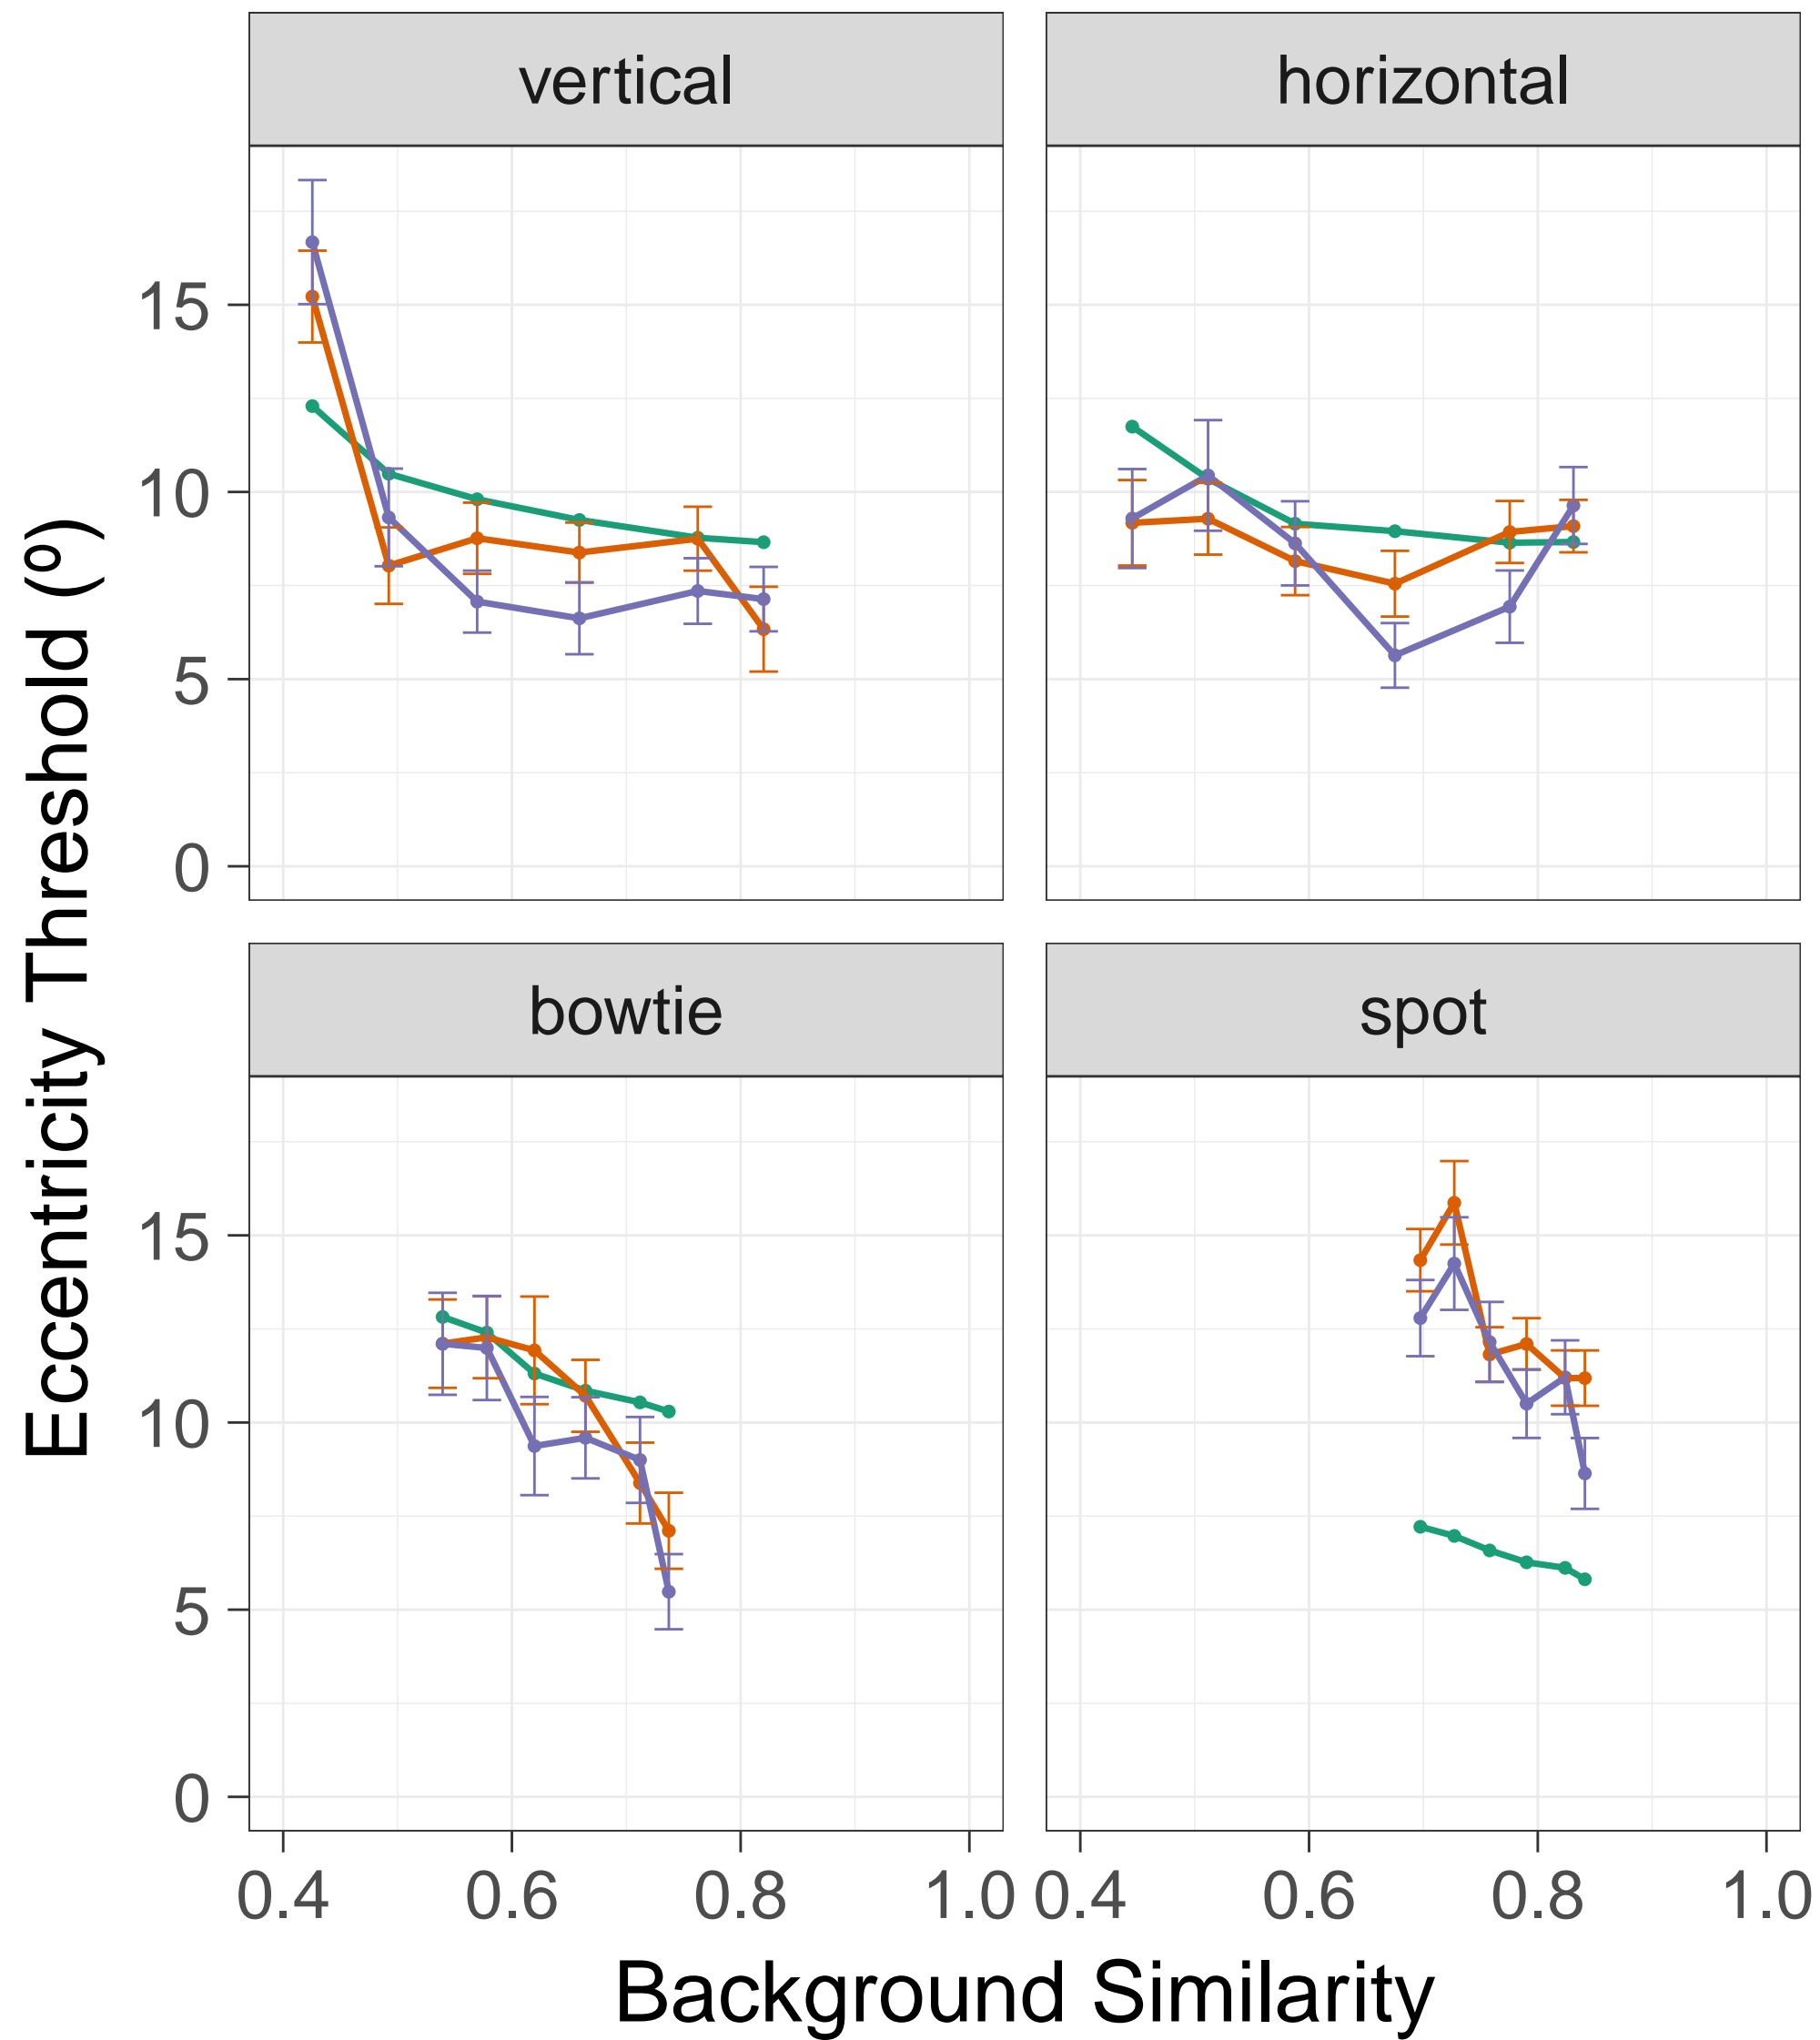 vertical
horizontal
Eccentricity Threshold (º)
15
10
5
0
bowtie
spot
15
10
5
0
0.4 0.6 0.8 1.0 0.4 0.6 0.8 1.0
Background Similarity